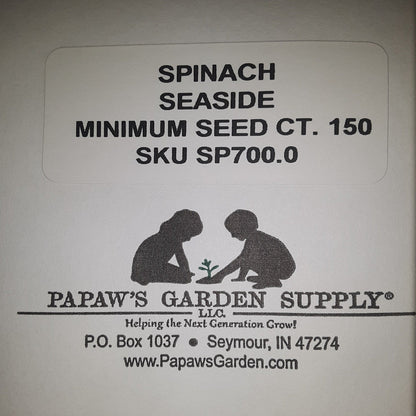 SPINACH
SEASIDE
MINIMUM SEED CT. 150
SKU SP700.0
PAPAW'S GARDEN SUPPLY®
LLC.
Helping the Next Generation Grow!
P.O. Box 1037 • Seymour, IN 47274
www.PapawsGarden.com